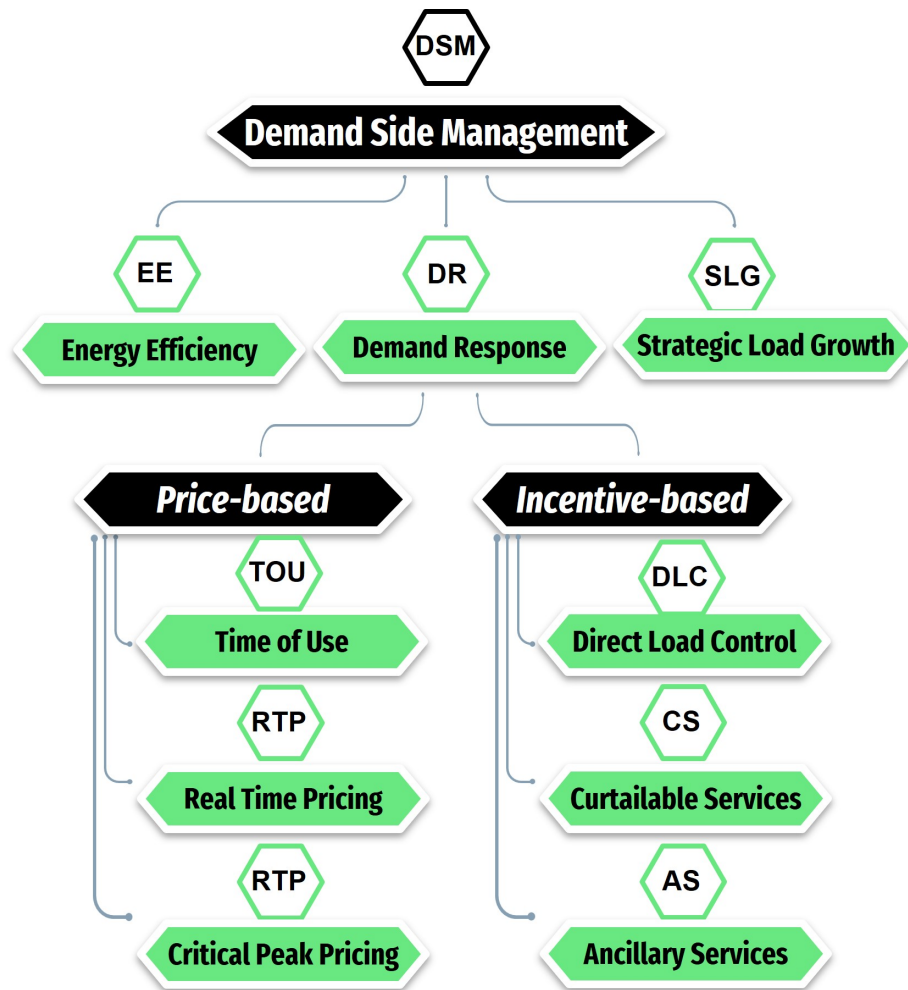 DSM
Demand Side Management
EE
DR
SLG
Energy Efficiency
Demand Response
Strategic Load Growth
Price-based
Incentive-based
TOU
DLC
Time of Use
Direct Load Control
RTP
CS
Real Time Pricing
Curtailable Services
RTP
AS
Critical Peak Pricing
Ancillary Services